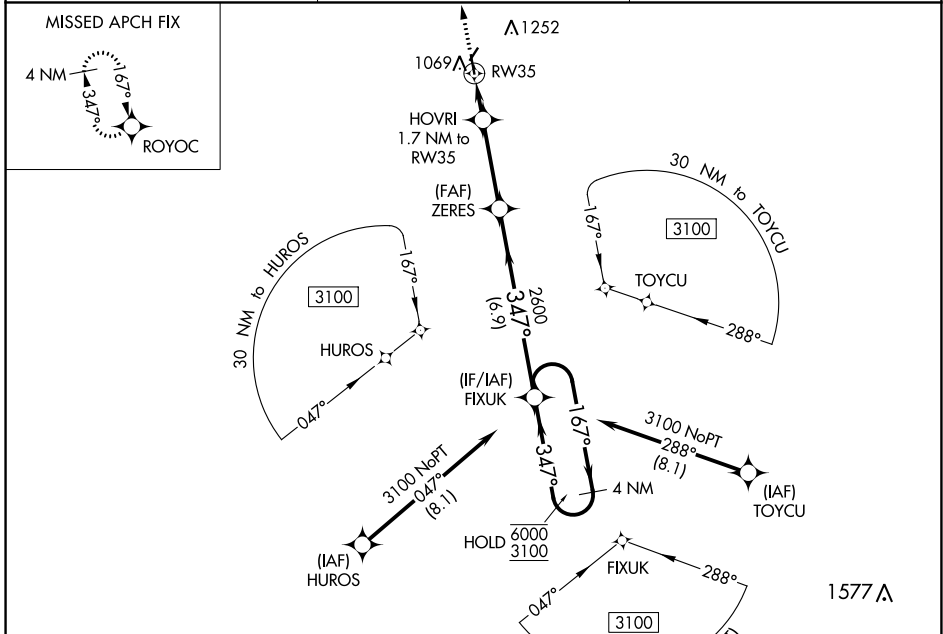 MISSED APCH FIX
4 NM
167°
347°
ROYOC
1252
1069
RW35
HOVRI
1.7 NM to
RW35
(FAF)
ZERES
30 NM to TOYCU
167°
3100
TOYCU
288°
30 NM to HUROS
167°
3100
HUROS
047°
2600
347°
(6.9)
(IF/IAF)
FIXUK
167°
347°
4 NM
HOLD
6000
3100
3100 NoPT
047°
(8.1)
(IAF)
HUROS
3100 NoPT
288°
(8.1)
(IAF)
TOYCU
FIXUK
047°
288°
3100
1577